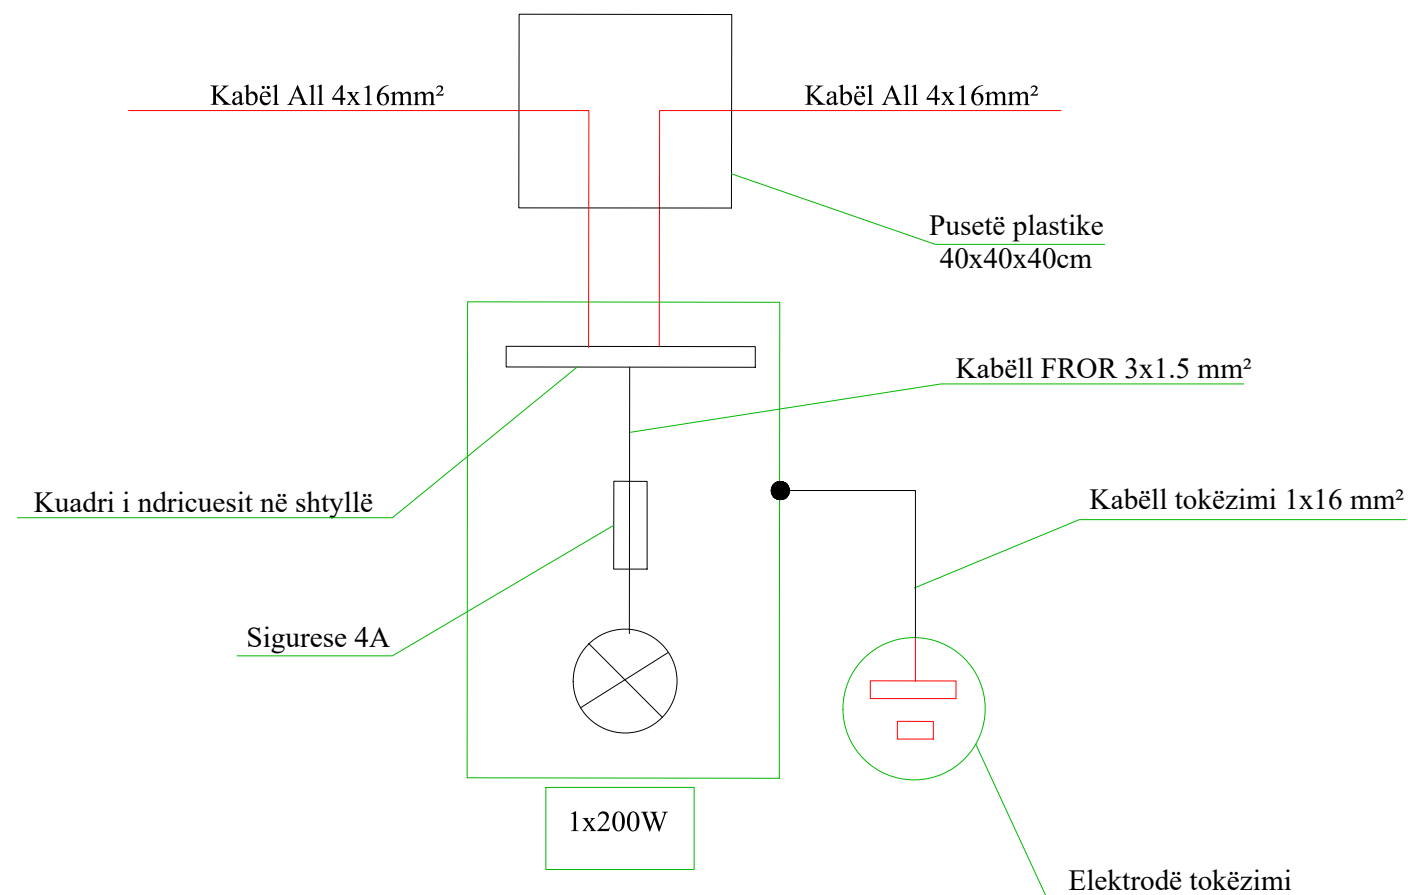 Kabël All 4x16mm²
Kabël All 4x16mm²
Pusetë plastike
40x40x40cm
Kabëll FROR 3x1.5 mm²
Kuadri i ndricuesit në shtyllë
Kabëll tokëzimi 1x16 mm²
Sigurese 4A
1x200W
Elektrodë tokëzimi